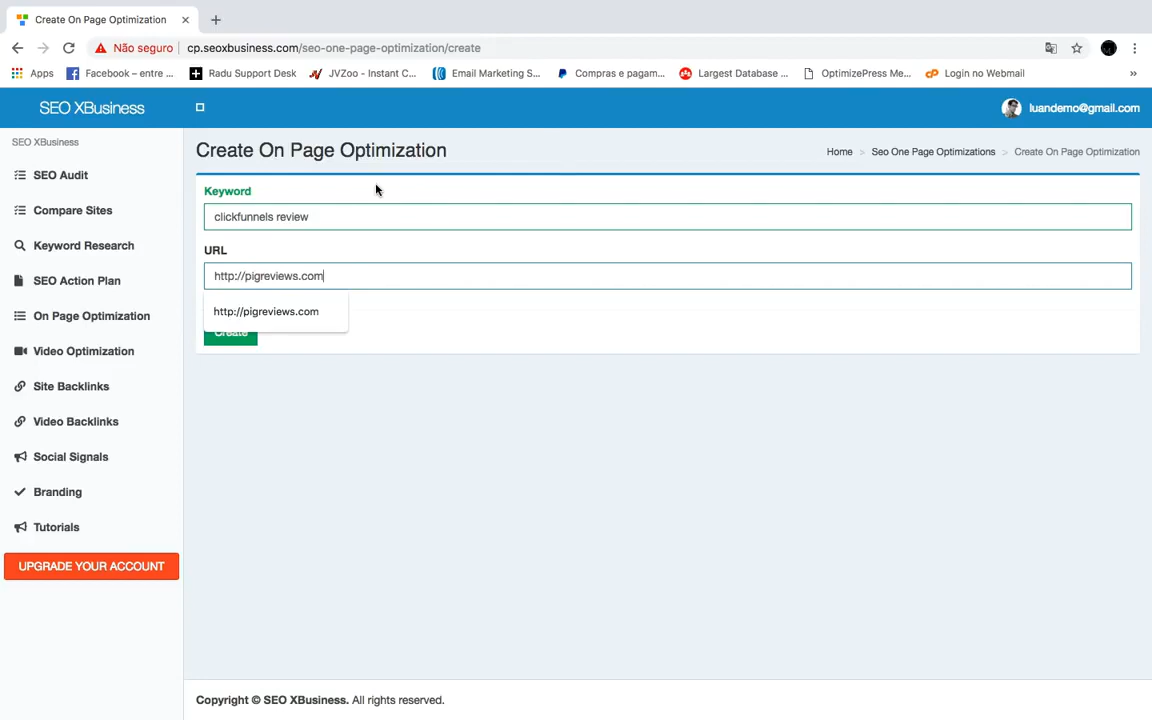 Create On Page Optimization
Não seguro
cp.seoxbusiness.com/seo-one-page-optimization/create
Apps
Facebook – entre ...
Radu Support Desk
JVZoo - Instant C...
Email Marketing S...
Compras e pagam...
Largest Database ...
OptimizePress Me...
Login no Webmail
»
SEO XBusiness
luandemo@gmail.com
SEO XBusiness
SEO Audit
Compare Sites
Keyword Research
SEO Action Plan
On Page Optimization
Video Optimization
Site Backlinks
Video Backlinks
Social Signals
Branding
Tutorials
UPGRADE YOUR ACCOUNT
Create On Page Optimization
Home > Seo One Page Optimizations > Create On Page Optimization
Keyword
clickfunnels review
URL
http://pigreviews.com
http://pigreviews.com
Create
Copyright © SEO XBusiness. All rights reserved.